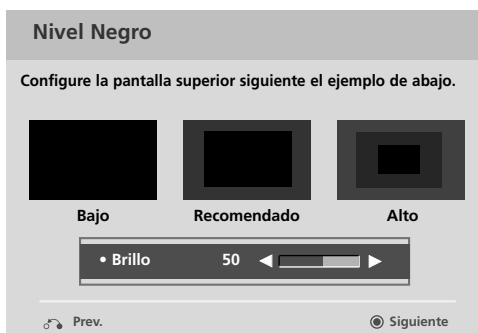 Nivel Negro
Configure la pantalla superior siguiente el ejemplo de abajo.
Bajo Recomendado Alto
• Brillo 50
Prev. Siguiente